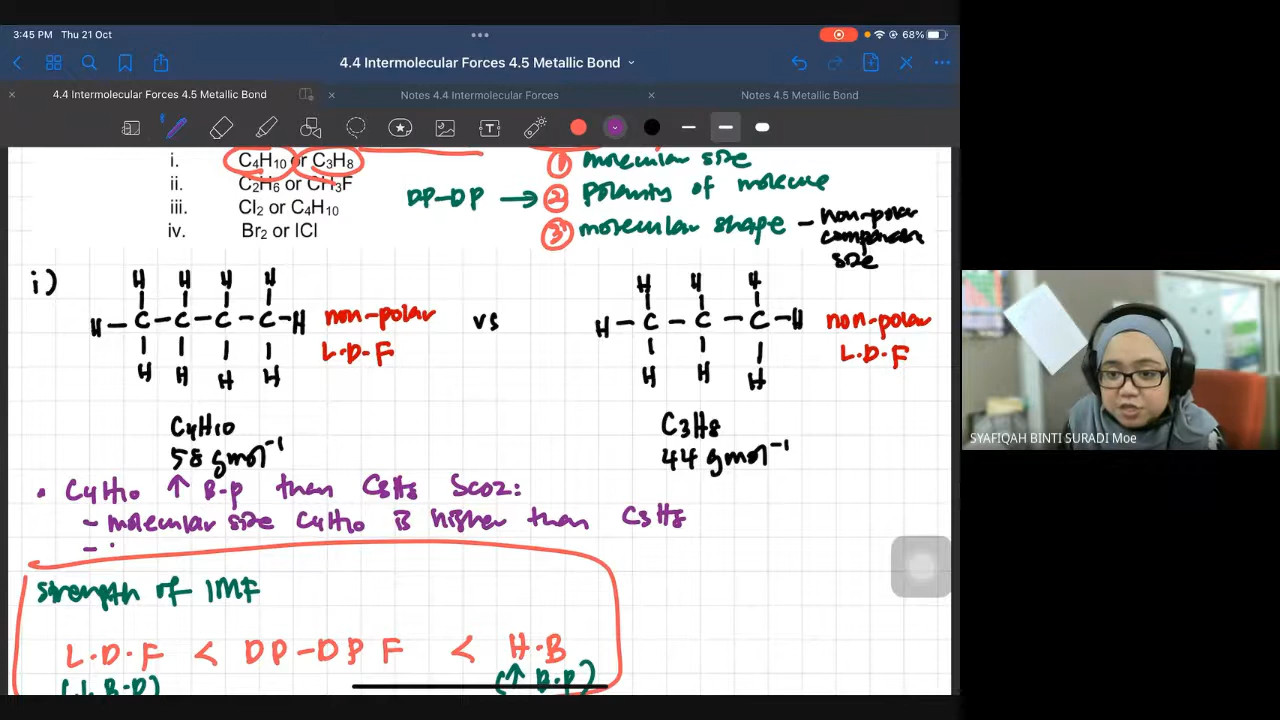 3:45 PM Thu 21 Oct
68%
4.4 Intermolecular Forces 4.5 Metallic Bond
4.4 Intermolecular Forces 4.5 Metallic Bond
Notes 4.4 Intermolecular Forces
Notes 4.5 Metallic Bond
i. C4H10 or C3H8
ii. C2H6 or CH3F
iii. Cl2 or C4H10
iv. Br2 or ICl
① molecular size
DP-DP → ② polarity of molecule
③ molecular shape - non-polar
comparable
size
i)
H H H H
H - C - C - C - C - H
H H H H
non-polar
L.D.F
C4H10
58 gmol⁻¹
vs
H H H
H - C - C - C - H
H H H
non-polar
L.D.F
C3H8
44 gmol⁻¹
• C4H10 ↑ B.p than C3H8
- molecular size C4H10 is higher than C3H8
-
strength of IMF
L.D.F < DP-DP F < H.B
(↓ B.P)
(↑ B.P)
SYAFIQAH BINTI SURADI Moe